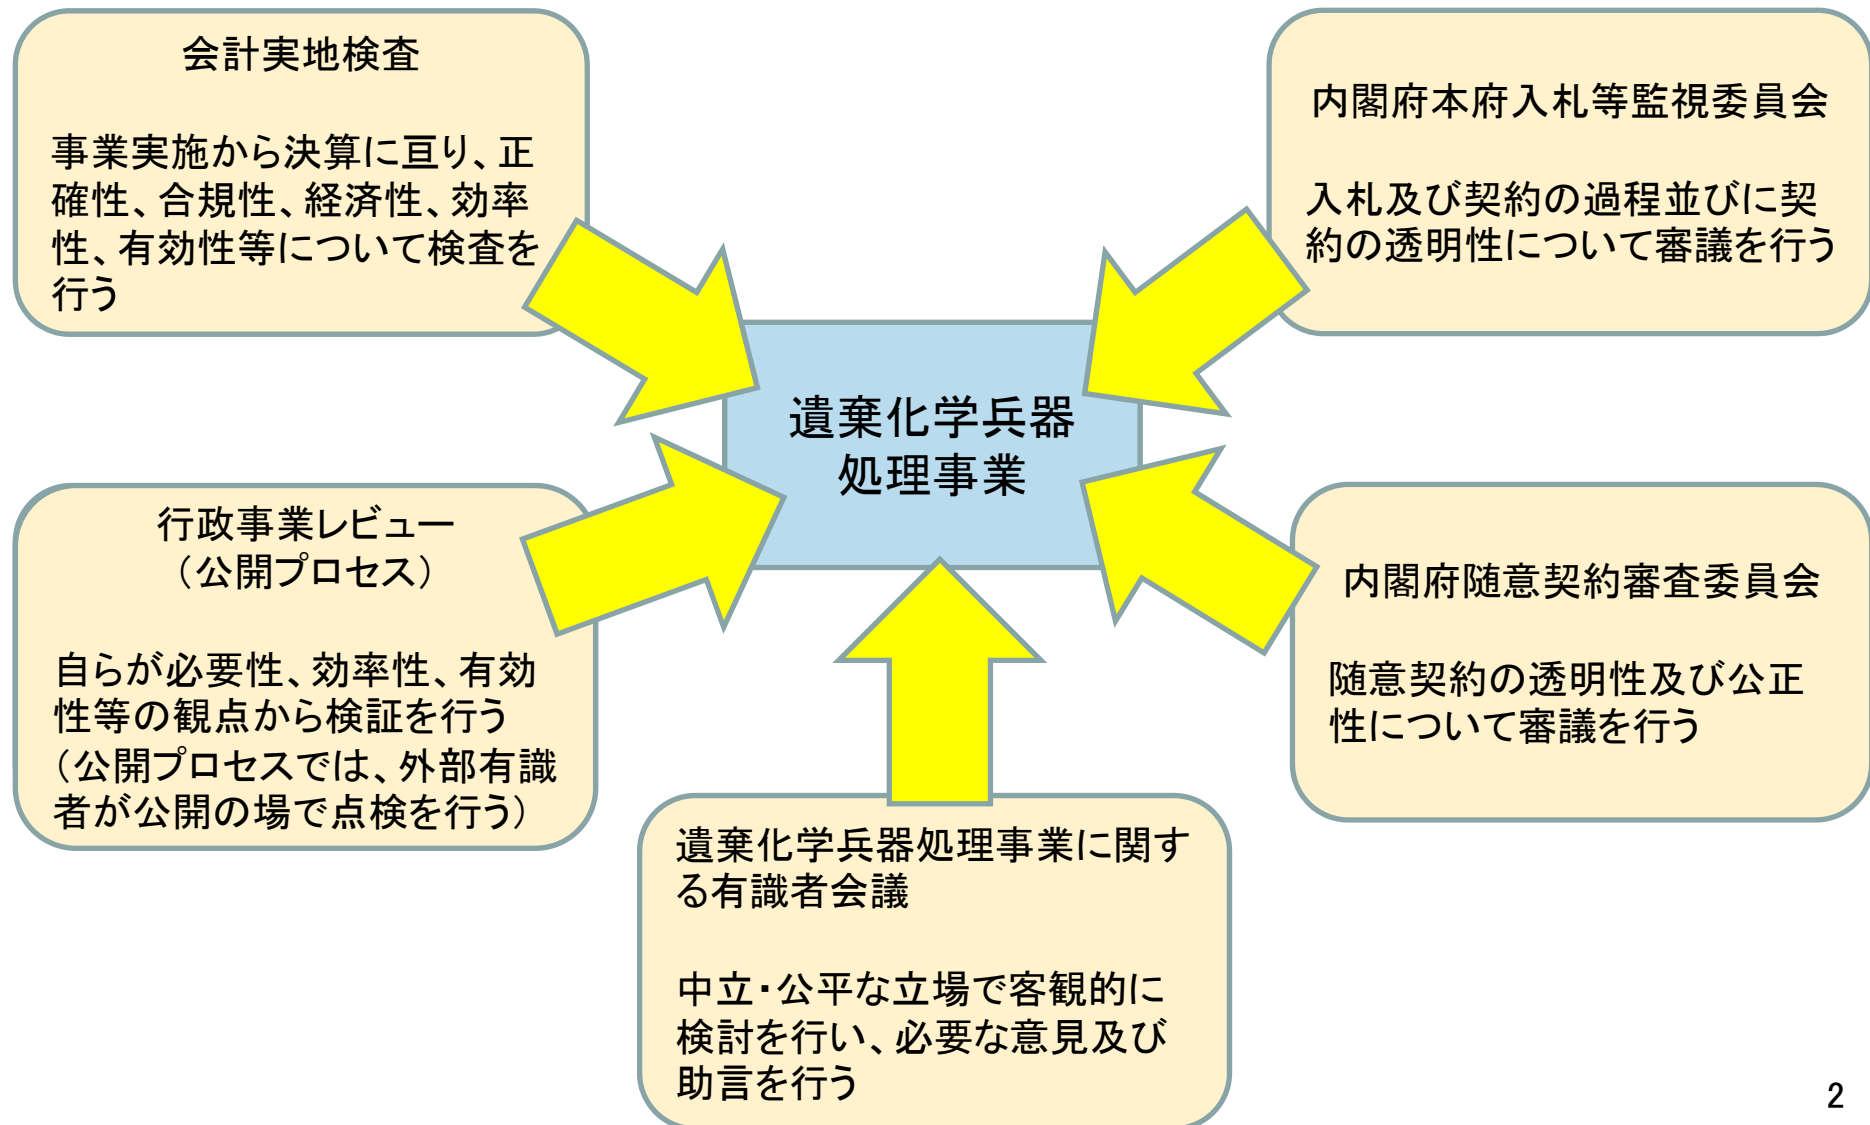 会計実地検査
事業実施から決算に亘り、正
確性、合規性、経済性、効率
性、有効性等について検査を
行う
内閣府本府入札等監視委員会
入札及び契約の過程並びに契
約の透明性について審議を行う
遺棄化学兵器
処理事業
行政事業レビュー
（公開プロセス）
自らが必要性、効率性、有効
性等の観点から検証を行う
（公開プロセスでは、外部有識
者が公開の場で点検を行う）
内閣府随意契約審査委員会
随意契約の透明性及び公正
性について審議を行う
遺棄化学兵器処理事業に関す
る有識者会議
中立・公平な立場で客観的に
検討を行い、必要な意見及び
助言を行う
2